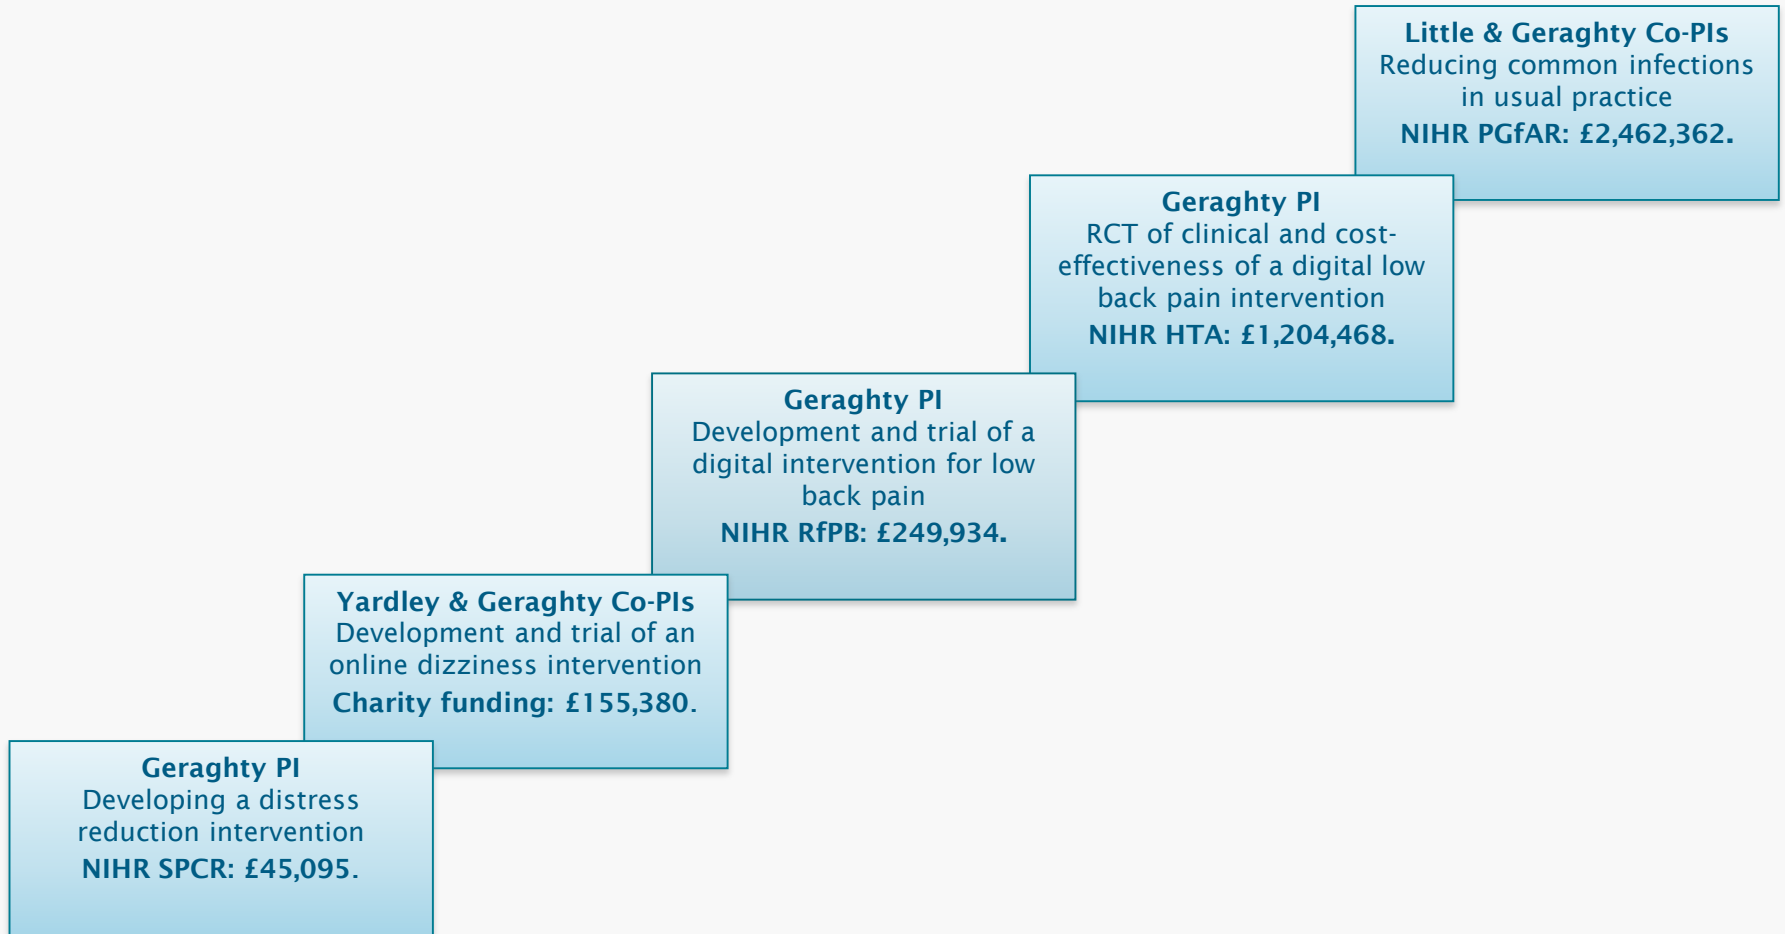 Little & Geraghty Co-PIs
Reducing common infections
in usual practice
NIHR PGfAR: £2,462,362.
Geraghty PI
RCT of clinical and cost-
effectiveness of a digital low
back pain intervention
NIHR HTA: £1,204,468.
Geraghty PI
Development and trial of a
digital intervention for low
back pain
NIHR RfPB: £249,934.
Yardley & Geraghty Co-PIs
Development and trial of an
online dizziness intervention
Charity funding: £155,380.
Geraghty PI
Developing a distress
reduction intervention
NIHR SPCR: £45,095.